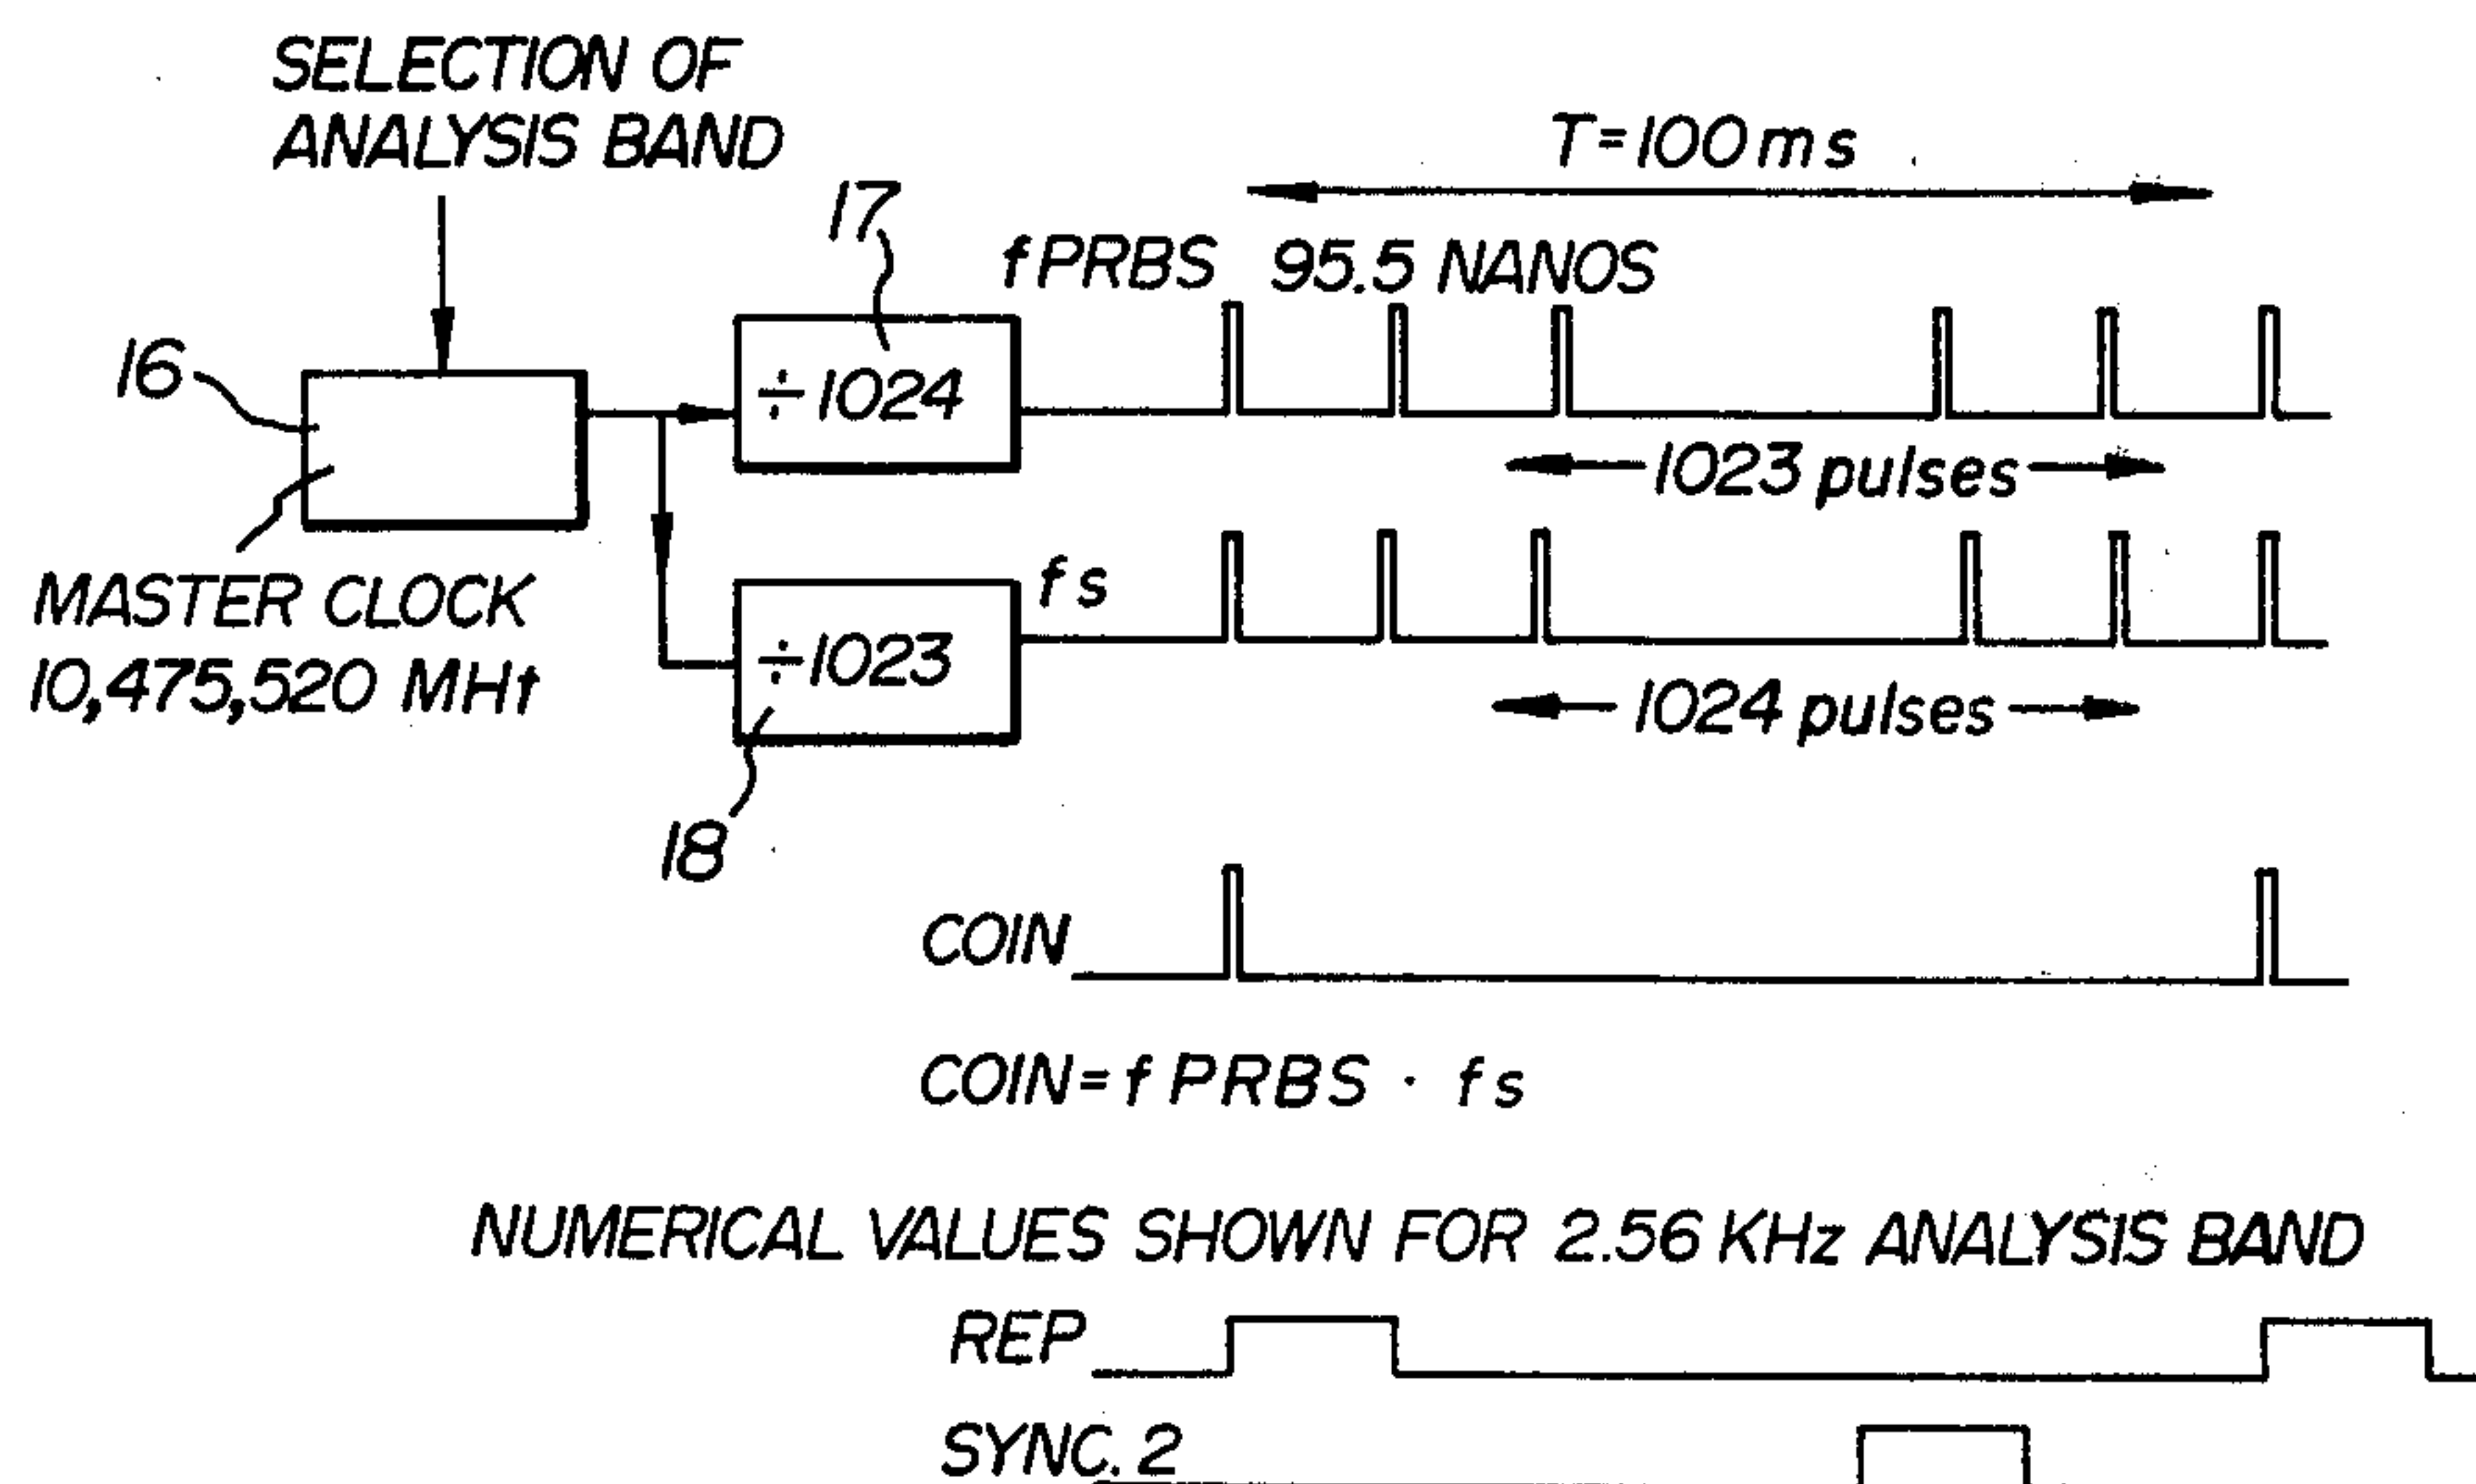 SELECTION OF
ANALYSIS BAND
T=100ms
17
fPRBS 95.5 NANOS
16
÷1024
1023 pulses
MASTER CLOCK
10,475,520 MHt
fs
÷1023
1024 pulses
18
COIN
COIN=fPRBS · fs
NUMERICAL VALUES SHOWN FOR 2.56 KHz ANALYSIS BAND
REP
SYNC. 2